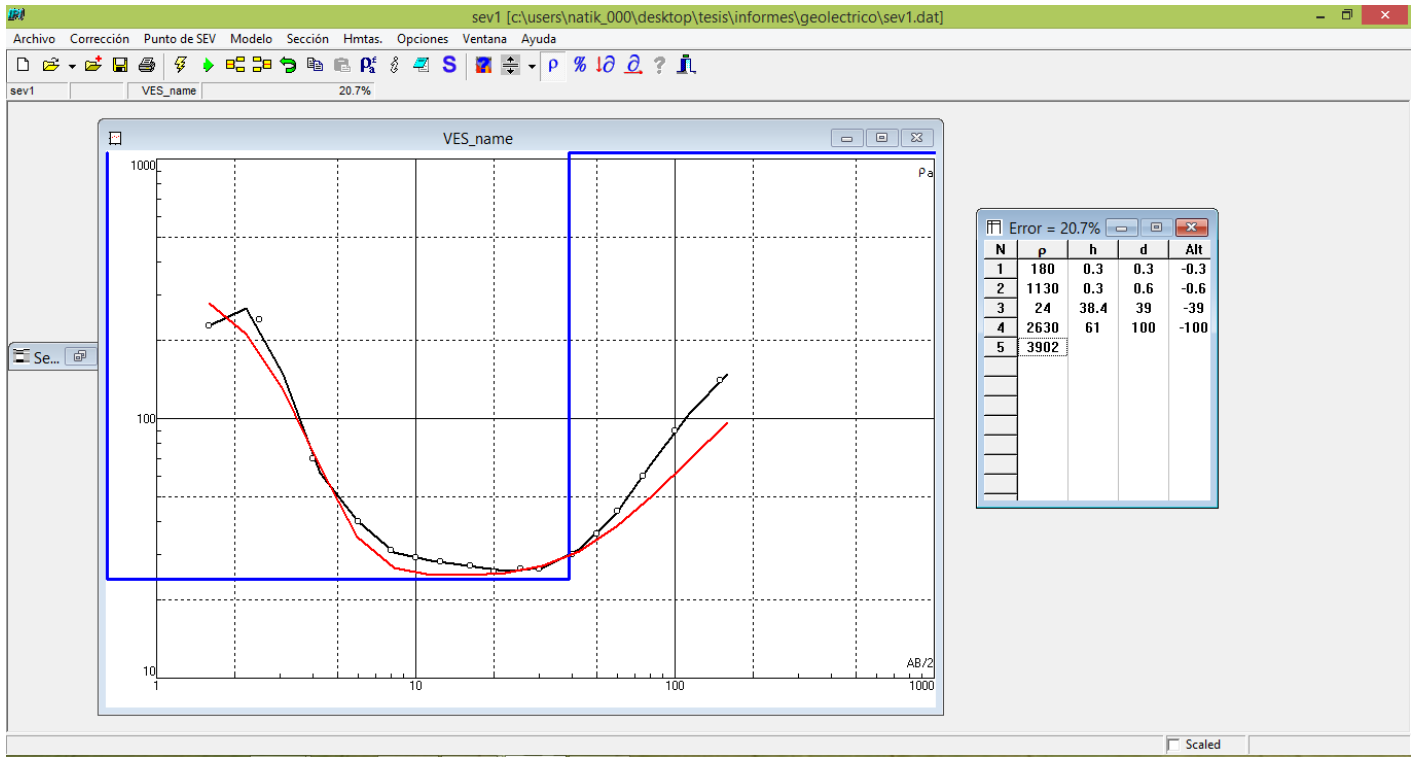 sev1 [c:\users\natik_000\desktop\tesis\informes\geolectrico\sev1.dat]
Archivo Corrección Punto de SEV Modelo Sección Hmtas. Opciones Ventana Ayuda
S ρ %
sev1 VES_name 20.7%
VES_name
1000
ρa
100
10
AB/2
1 10 100 1000
Se...
Error = 20.7%
N ρ h d Alt
1 180 0.3 0.3 -0.3
2 1130 0.3 0.6 -0.6
3 24 38.4 39 -39
4 2630 61 100 -100
5 3902
Scaled